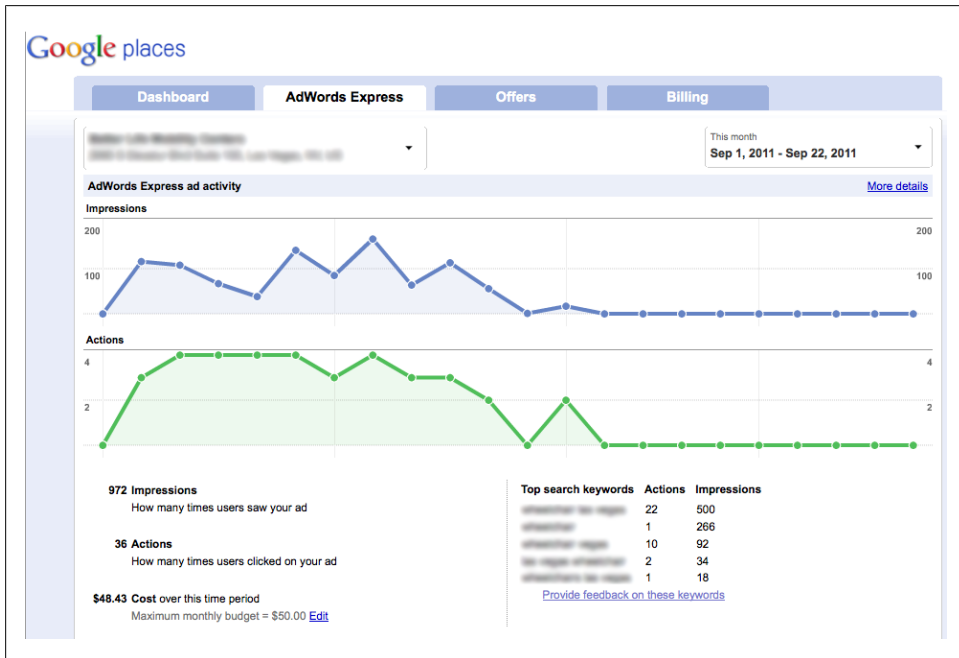 Google places
Dashboard AdWords Express Offers Billing
This month
Sep 1, 2011 - Sep 22, 2011
AdWords Express ad activity More details
Impressions
200 200
100 100
Actions
4 4
2 2
972 Impressions
How many times users saw your ad
36 Actions
How many times users clicked on your ad
$48.43 Cost over this time period
Maximum monthly budget = $50.00 Edit
Top search keywords Actions Impressions
22 500
1 266
10 92
2 34
1 18
Provide feedback on these keywords